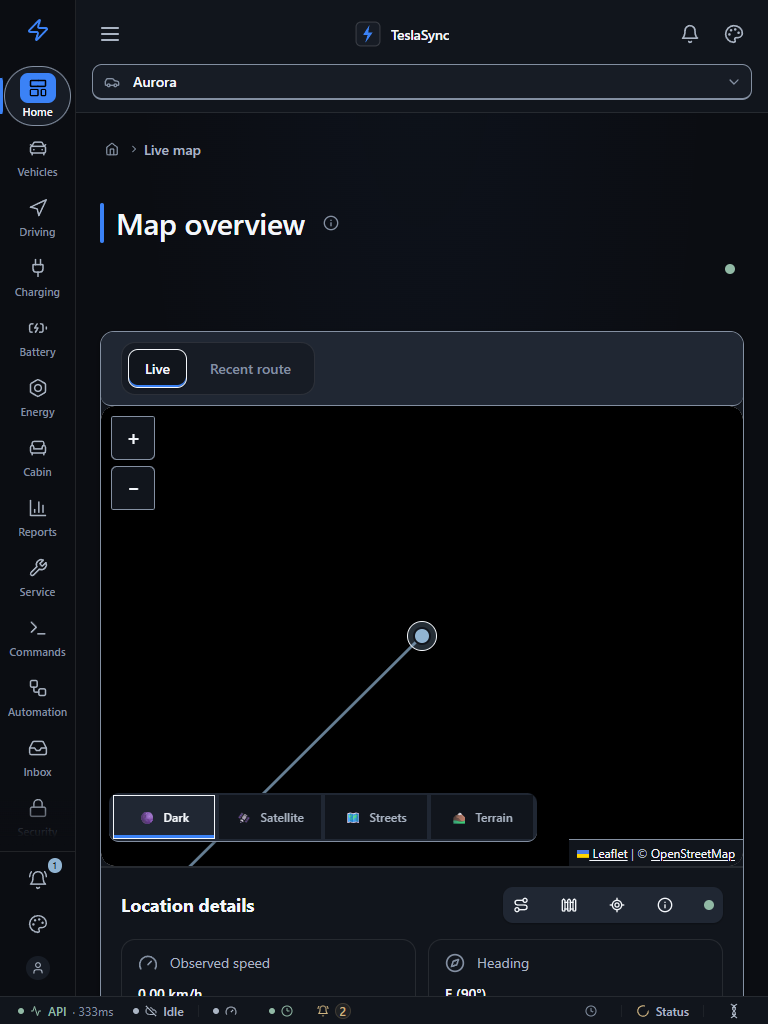 TeslaSync
Aurora
Home
Vehicles
Driving
Charging
Battery
Energy
Cabin
Reports
Service
Commands
Automation
Inbox
Security
1
Live map
Map overview
Live
Recent route
+
−
Dark
Satellite
Streets
Terrain
Leaflet | © OpenStreetMap
Location details
Observed speed
0.00 km/h
Heading
E (90°)
API · 333ms
Idle
2
Status